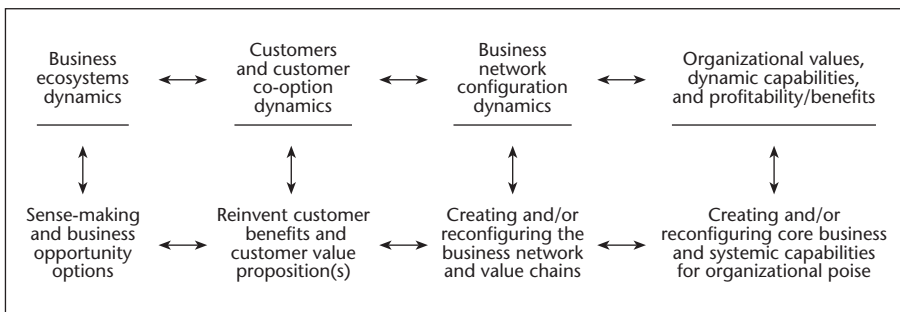 Business
ecosystems
dynamics
Customers
and customer
co-option
dynamics
Business
network
configuration
dynamics
Organizational values,
dynamic capabilities,
and profitability/benefits
Sense-making
and business
opportunity
options
Reinvent customer
benefits and
customer value
proposition(s)
Creating and/or
reconfiguring the
business network
and value chains
Creating and/or
reconfiguring core business
and systemic capabilities
for organizational poise